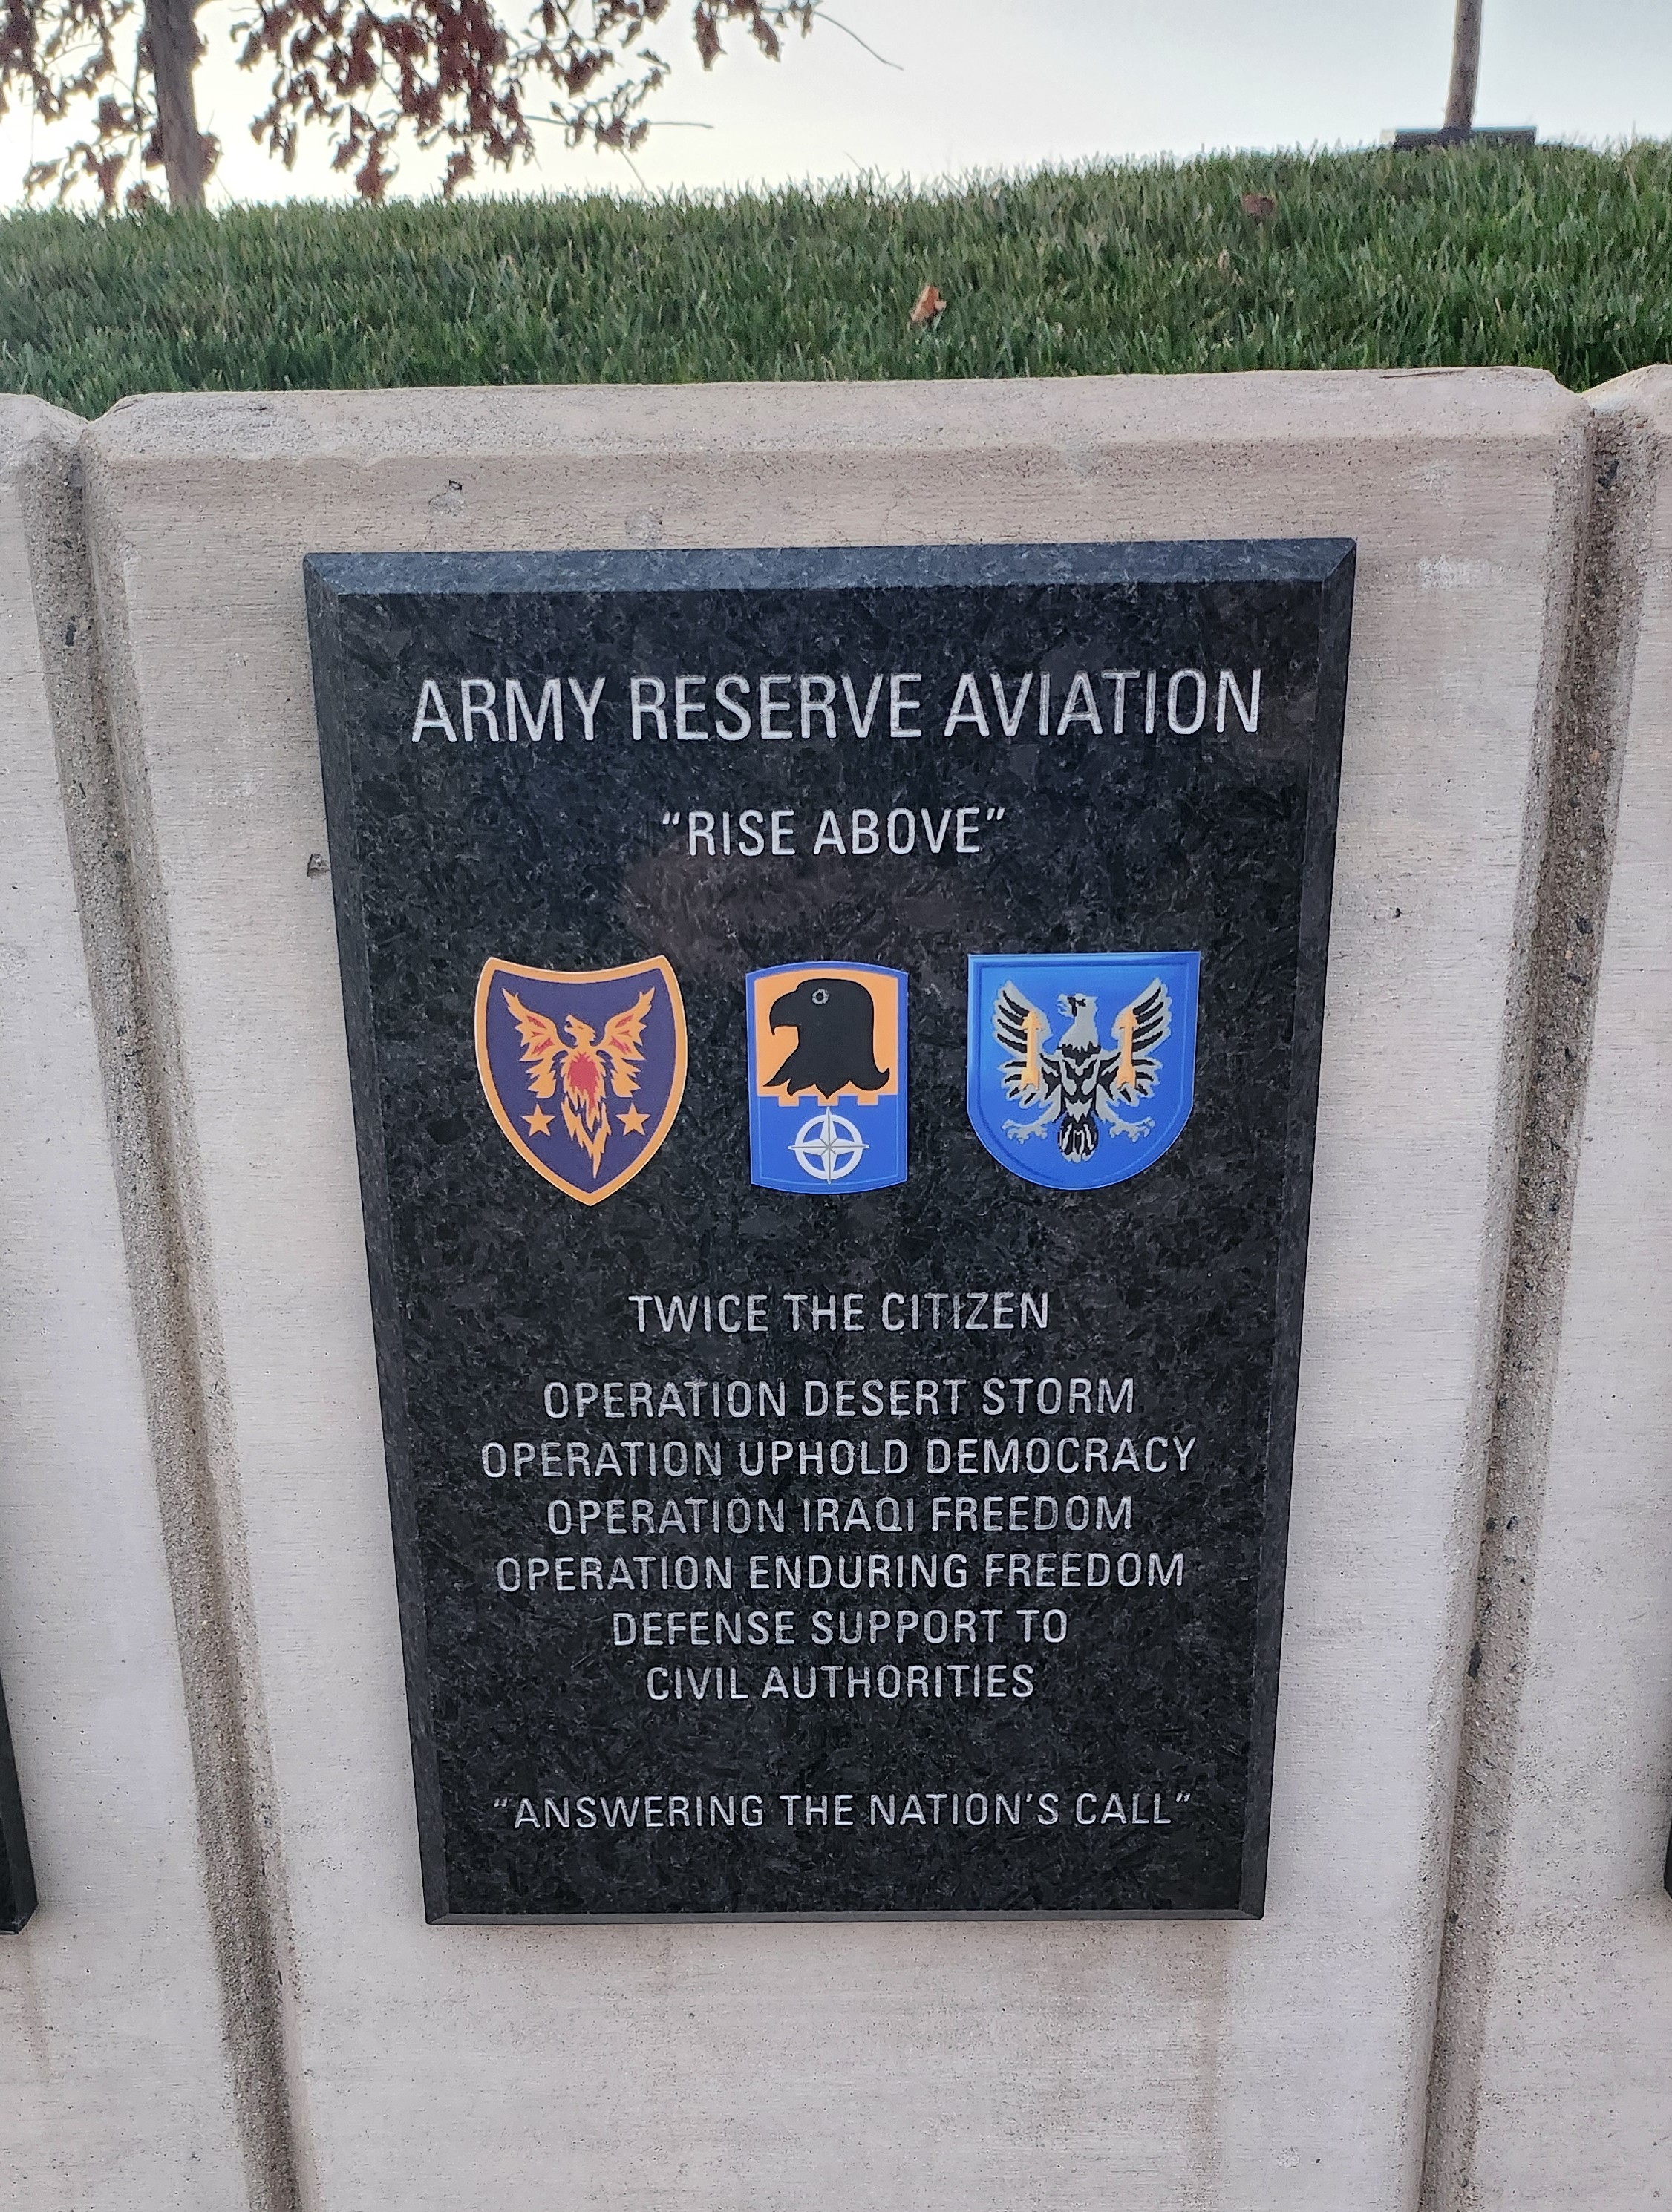 ARMY RESERVE AVIATION
“RISE ABOVE”
TWICE THE CITIZEN
OPERATION DESERT STORM
OPERATION UPHOLD DEMOCRACY
OPERATION IRAQI FREEDOM
OPERATION ENDURING FREEDOM
DEFENSE SUPPORT TO
CIVIL AUTHORITIES
“ANSWERING THE NATION’S CALL”